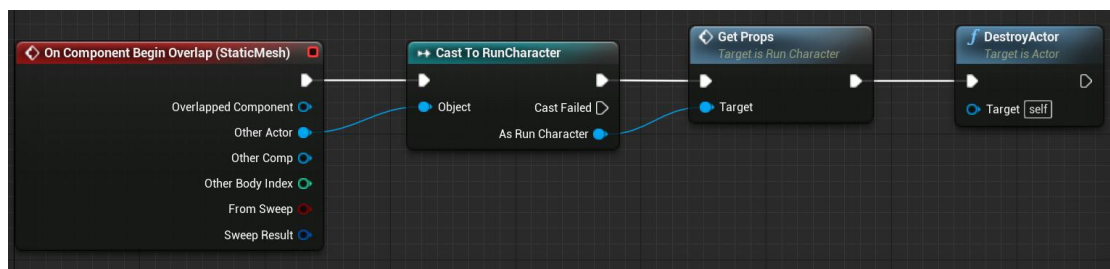 On Component Begin Overlap (StaticMesh)
Overlapped Component
Other Actor
Other Comp
Other Body Index
From Sweep
Sweep Result
Cast To RunCharacter
Object
Cast Failed
As Run Character
Get Props
Target is Run Character
Target
DestroyActor
Target is Actor
Target self